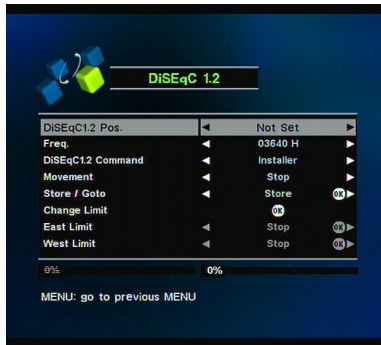 DiSEqC 1.2
DiSEqC1.2 Pos. Not Set
Freq. 03640 H
DiSEqC1.2 Command Installer
Movement Stop
Store / Goto Store OK
Change Limit OK
East Limit Stop OK
West Limit Stop OK
0% 0%
MENU: go to previous MENU